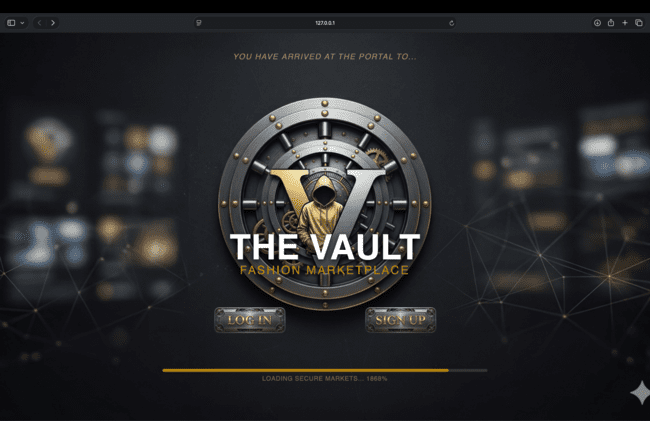 127.0.0.1
YOU HAVE ARRIVED AT THE PORTAL TO...
V
THE VAULT
FASHION MARKETPLACE
LOG IN
SIGN UP
LOADING SECURE MARKETS... 1868%